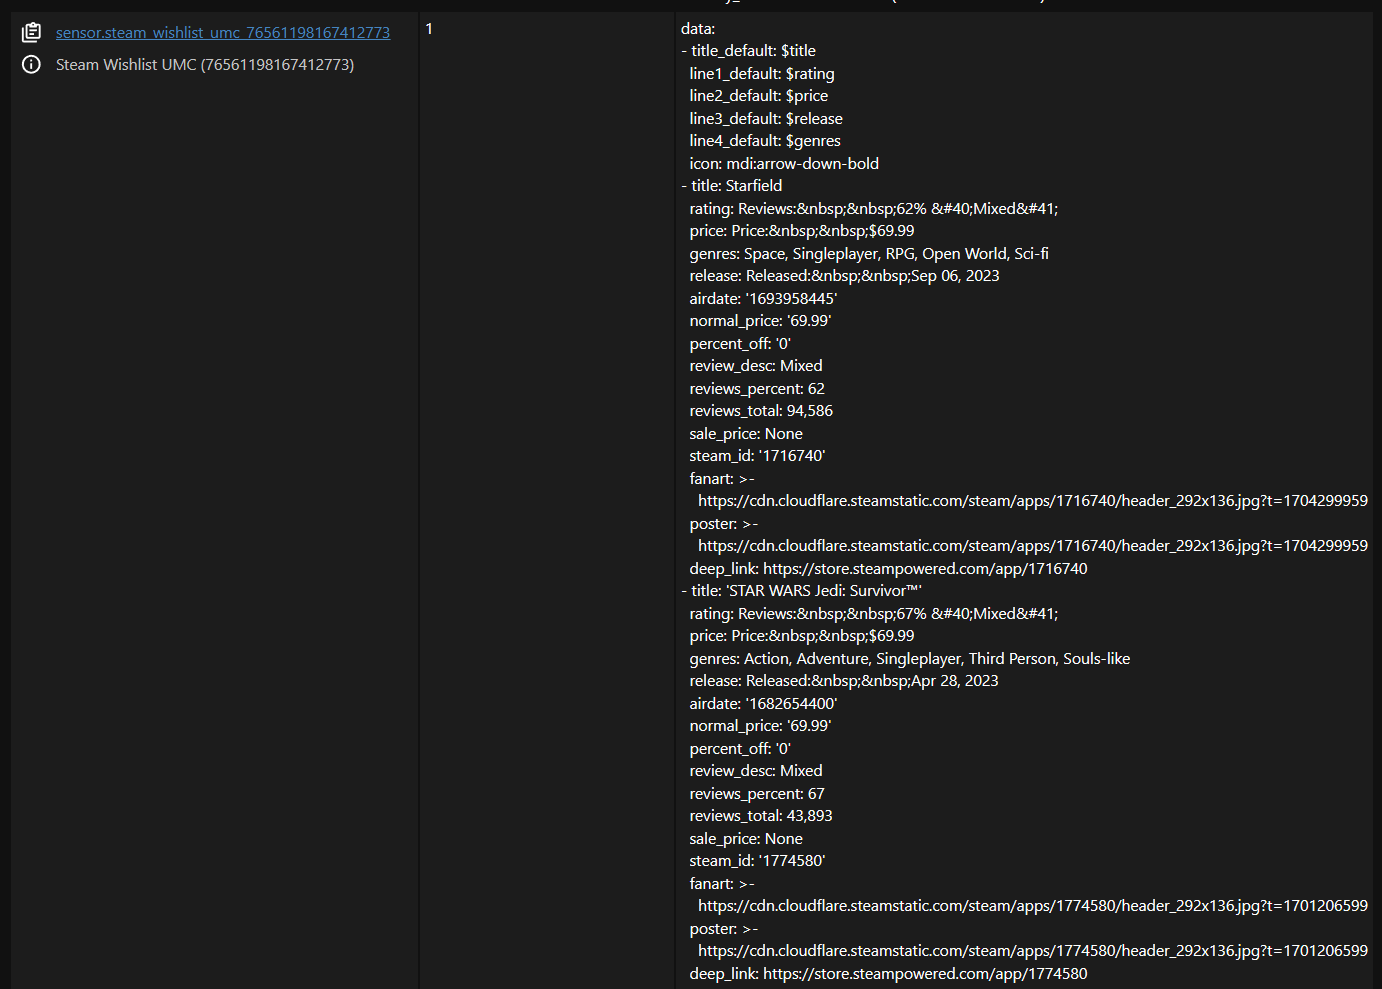 sensor.steam_wishlist_umc_76561198167412773
Steam Wishlist UMC (76561198167412773)
1
data:
- title_default: $title
line1_default: $rating
line2_default: $price
line3_default: $release
line4_default: $genres
icon: mdi:arrow-down-bold
- title: Starfield
rating: Reviews:&nbsp;&nbsp;62% &#40;Mixed&#41;
price: Price:&nbsp;&nbsp;$69.99
genres: Space, Singleplayer, RPG, Open World, Sci-fi
release: Released:&nbsp;&nbsp;Sep 06, 2023
airdate: '1693958445'
normal_price: '69.99'
percent_off: '0'
review_desc: Mixed
reviews_percent: 62
reviews_total: 94,586
sale_price: None
steam_id: '1716740'
fanart: >-
https://cdn.cloudflare.steamstatic.com/steam/apps/1716740/header_292x136.jpg?t=1704299959
poster: >-
https://cdn.cloudflare.steamstatic.com/steam/apps/1716740/header_292x136.jpg?t=1704299959
deep_link: https://store.steampowered.com/app/1716740
- title: 'STAR WARS Jedi: Survivor™'
rating: Reviews:&nbsp;&nbsp;67% &#40;Mixed&#41;
price: Price:&nbsp;&nbsp;$69.99
genres: Action, Adventure, Singleplayer, Third Person, Souls-like
release: Released:&nbsp;&nbsp;Apr 28, 2023
airdate: '1682654400'
normal_price: '69.99'
percent_off: '0'
review_desc: Mixed
reviews_percent: 67
reviews_total: 43,893
sale_price: None
steam_id: '1774580'
fanart: >-
https://cdn.cloudflare.steamstatic.com/steam/apps/1774580/header_292x136.jpg?t=1701206599
poster: >-
https://cdn.cloudflare.steamstatic.com/steam/apps/1774580/header_292x136.jpg?t=1701206599
deep_link: https://store.steampowered.com/app/1774580